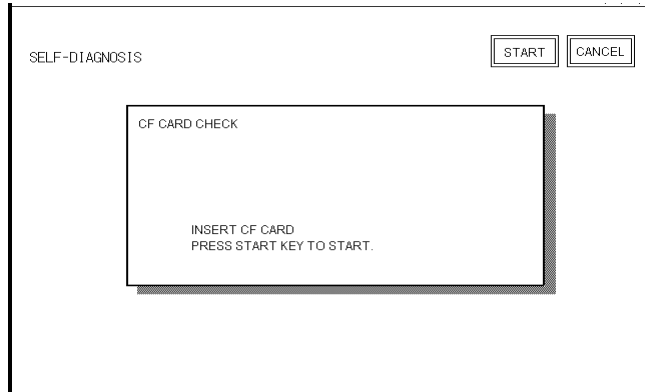 SELF-DIAGNOSIS
START
CANCEL
CF CARD CHECK
INSERT CF CARD
PRESS START KEY TO START.